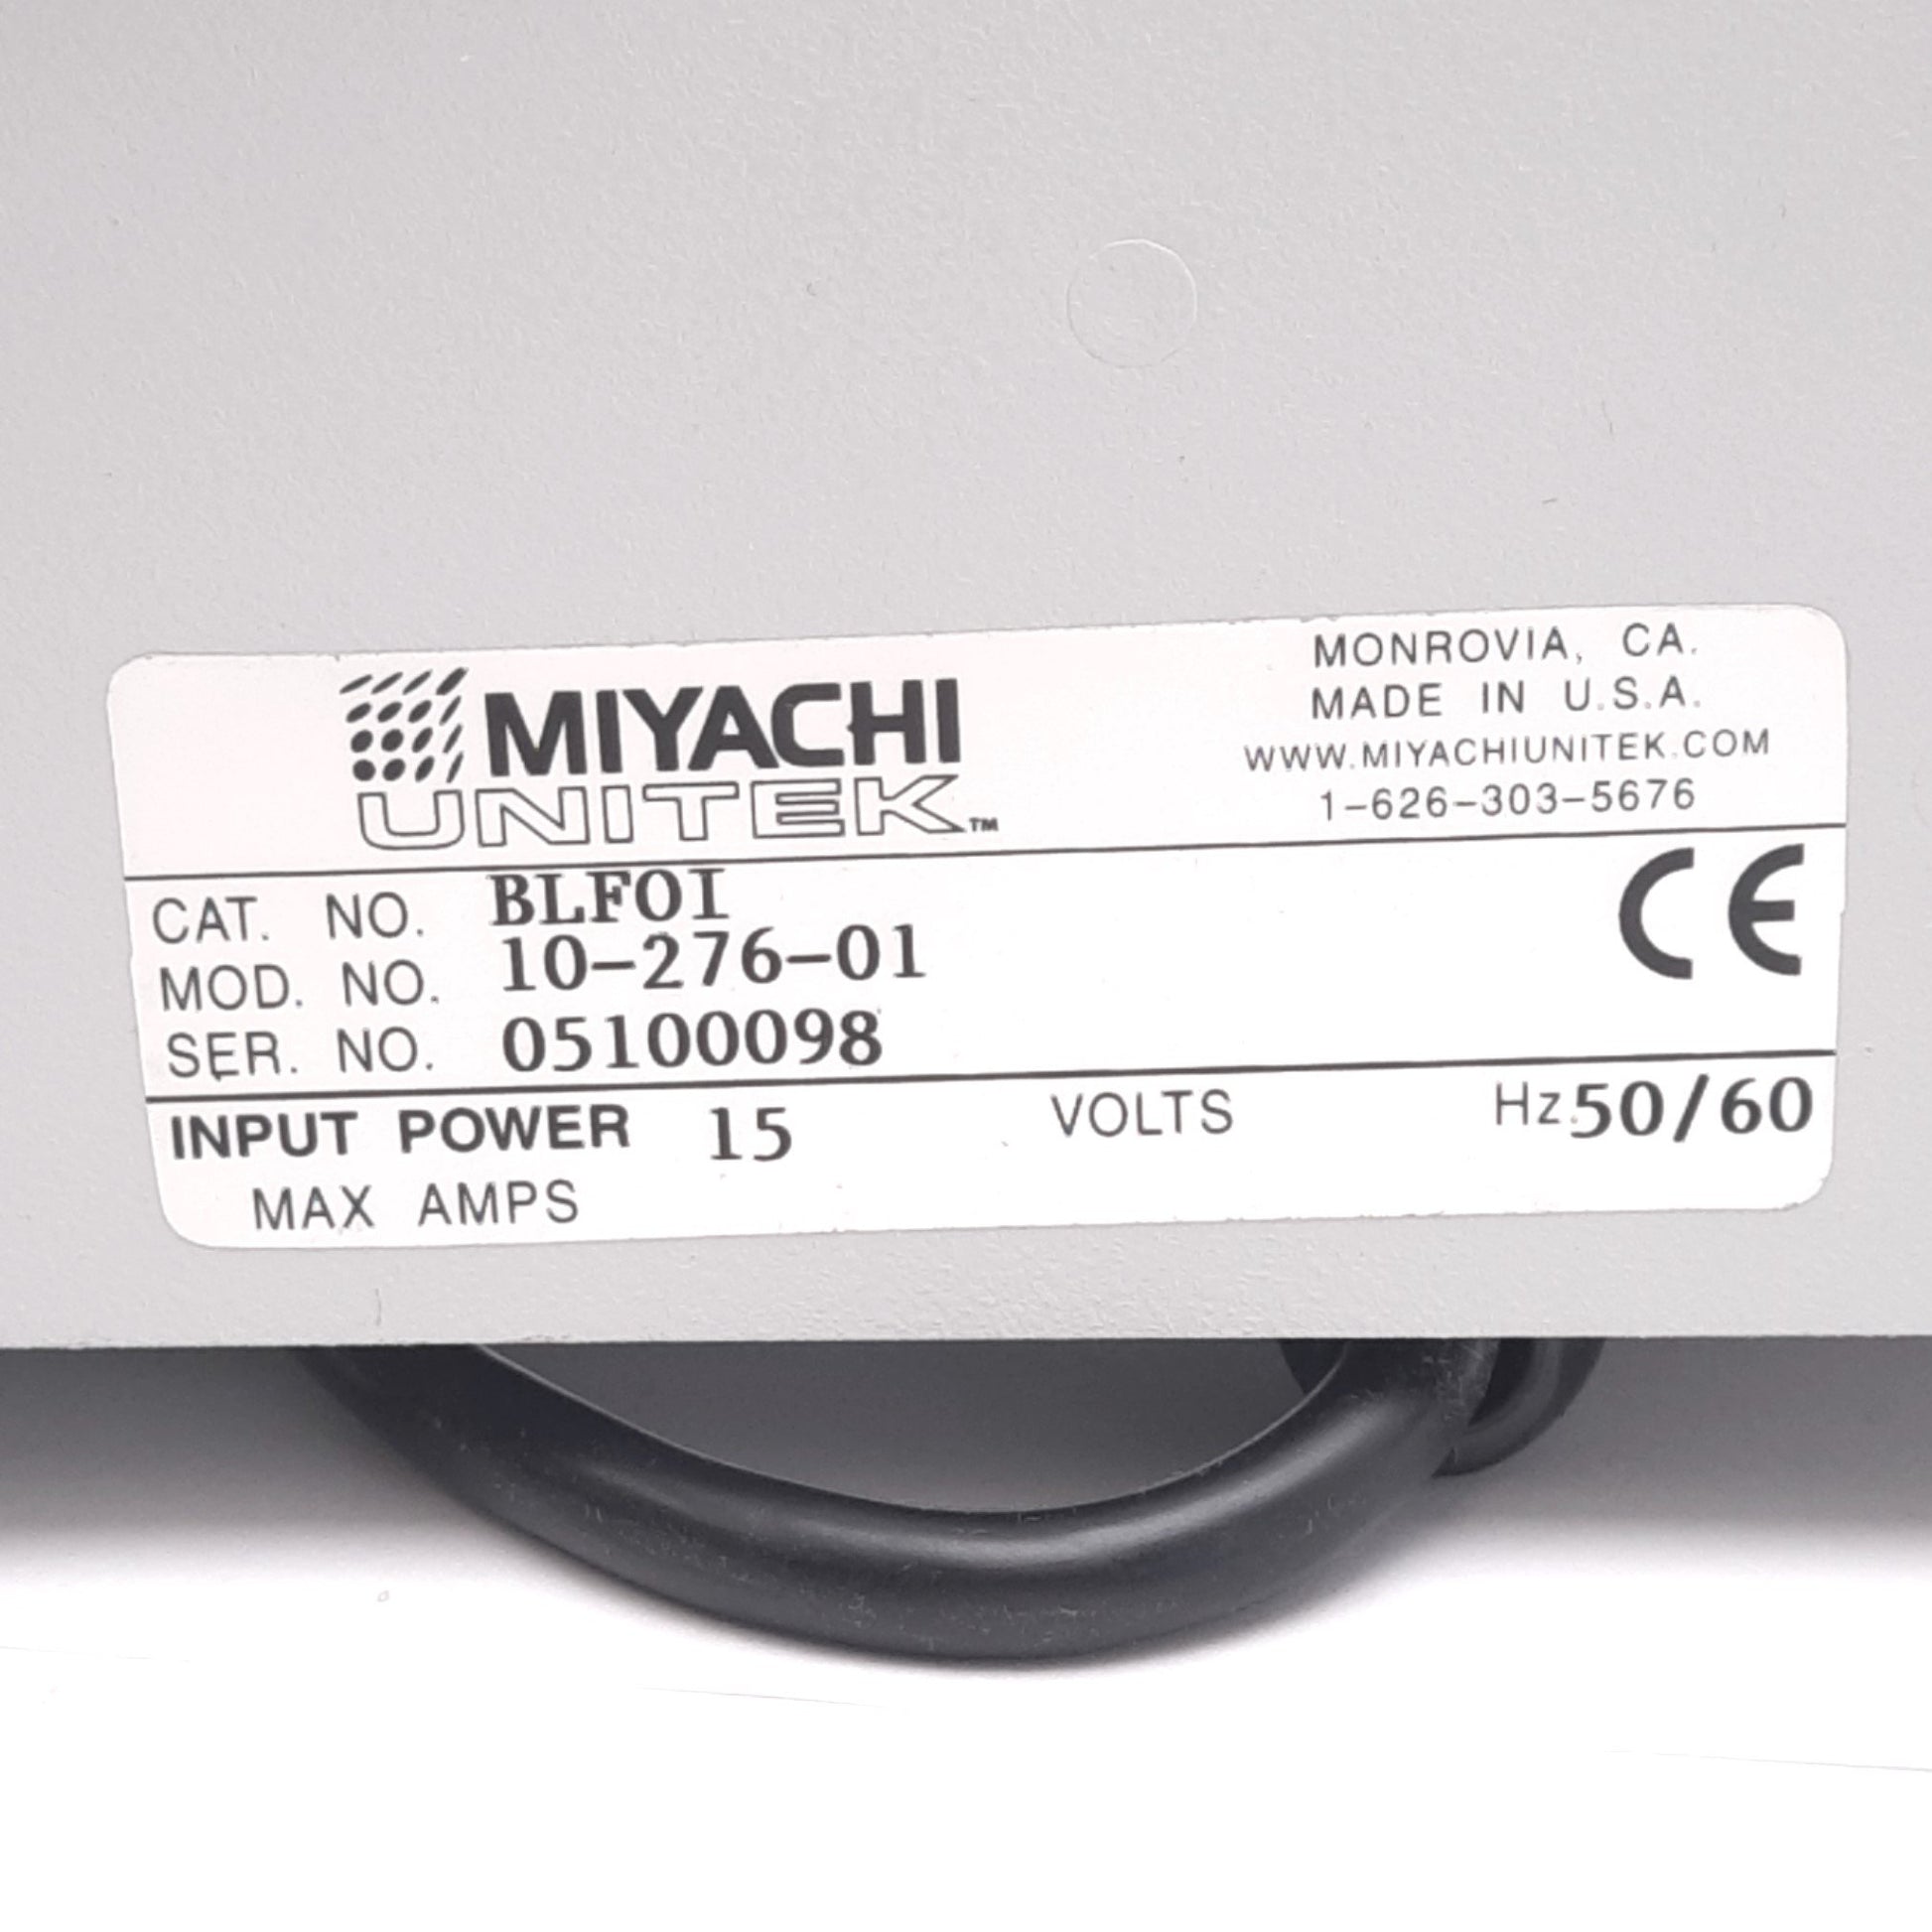 MIYACHI
UNITEK™
MONROVIA, CA.
MADE IN U.S.A.
WWW.MIYACHIUNITEK.COM
1-626-303-5676
CAT. NO. BLFOI
MOD. NO. 10-276-01
SER. NO. 05100098
CE
INPUT POWER 15 VOLTS Hz.50/60
MAX AMPS